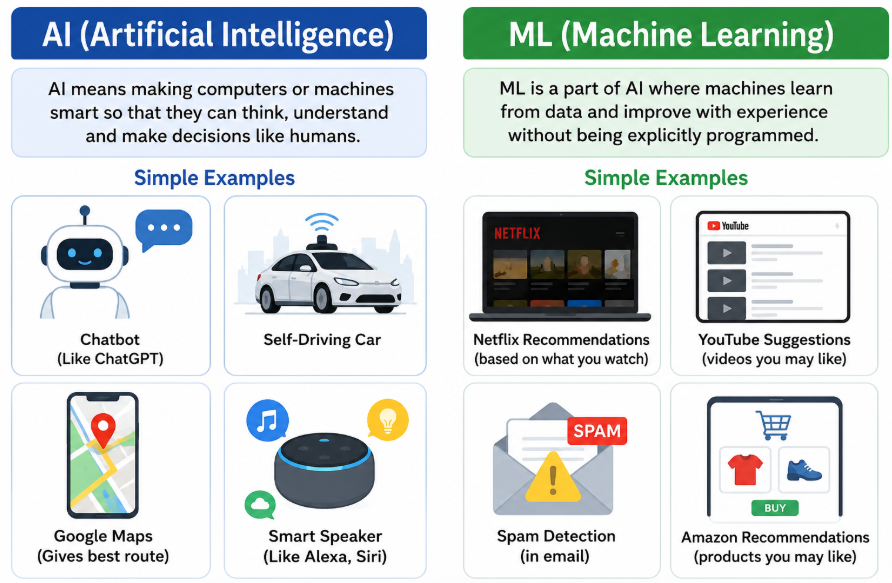 AI (Artificial Intelligence)
AI means making computers or machines
smart so that they can think, understand
and make decisions like humans.
Simple Examples
Chatbot
(Like ChatGPT)
Self-Driving Car
Google Maps
(Gives best route)
Smart Speaker
(Like Alexa, Siri)
ML (Machine Learning)
ML is a part of AI where machines learn
from data and improve with experience
without being explicitly programmed.
Simple Examples
NETFLIX
Netflix Recommendations
(based on what you watch)
YouTube
YouTube Suggestions
(videos you may like)
SPAM
Spam Detection
(in email)
BUY
Amazon Recommendations
(products you may like)